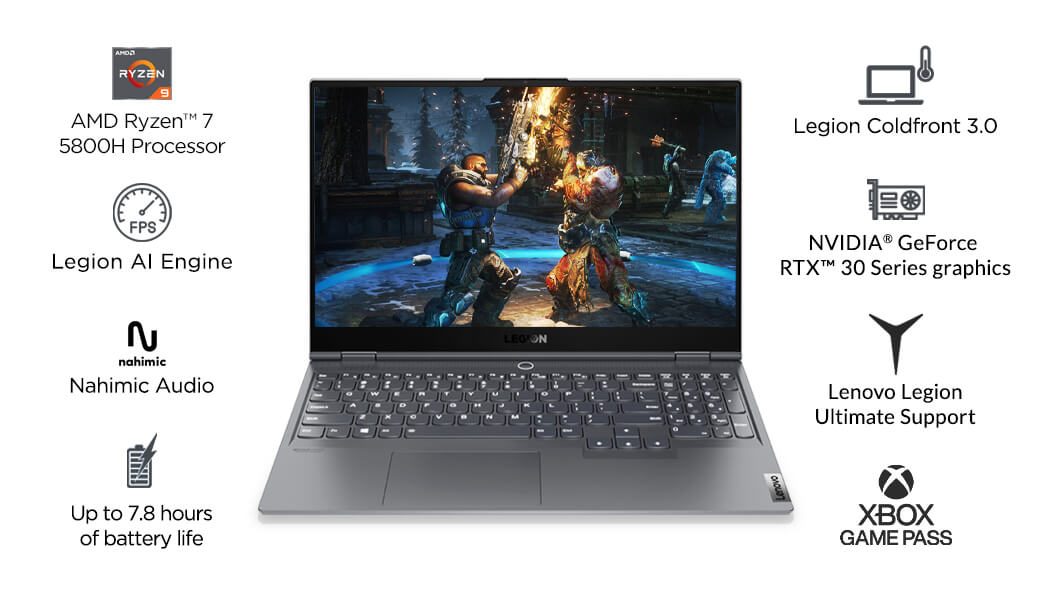 AMD
RYZEN
9
AMD Ryzen™ 7
5800H Processor
FPS
Legion AI Engine
nahimic
Nahimic Audio
Up to 7.8 hours
of battery life
LEGION
Lenovo
Legion Coldfront 3.0
NVIDIA® GeForce
RTX™ 30 Series graphics
Lenovo Legion
Ultimate Support
XBOX
GAME PASS